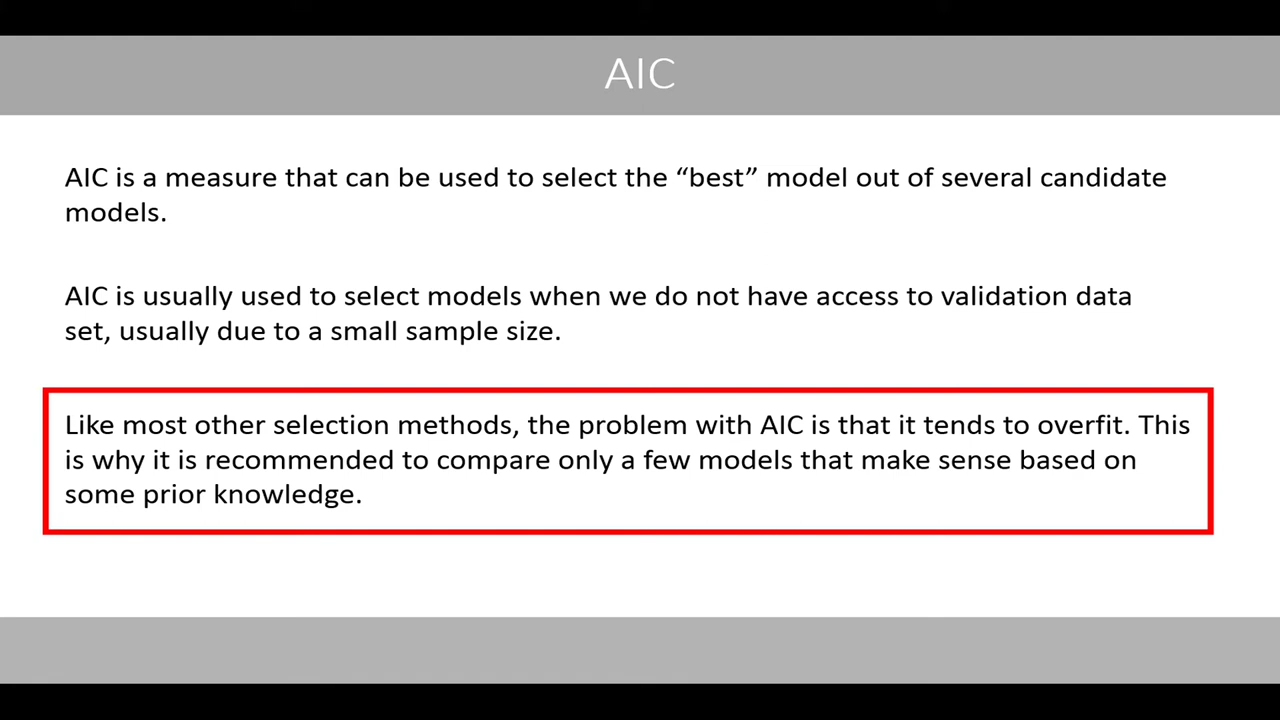 AIC
AIC is a measure that can be used to select the “best” model out of several candidate
models.
AIC is usually used to select models when we do not have access to validation data
set, usually due to a small sample size.
Like most other selection methods, the problem with AIC is that it tends to overfit. This
is why it is recommended to compare only a few models that make sense based on
some prior knowledge.